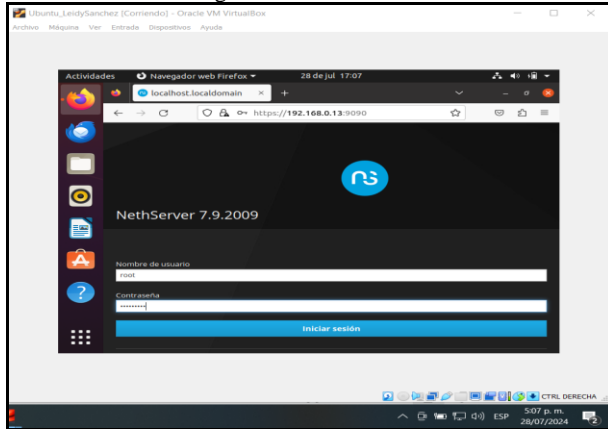 Ubuntu_LeidySanchez [Corriendo] - Oracle VM VirtualBox
Archivo Máquina Ver Entrada Dispositivos Ayuda
Actividades Navegador web Firefox 28 de jul 17:07
localhost.localdomain × +
https://192.168.0.13:9090
ns
NethServer 7.9.2009
Nombre de usuario
root
Contraseña
Iniciar sesión
CTRL DERECHA
ESP 5:07 p. m.
28/07/2024 2